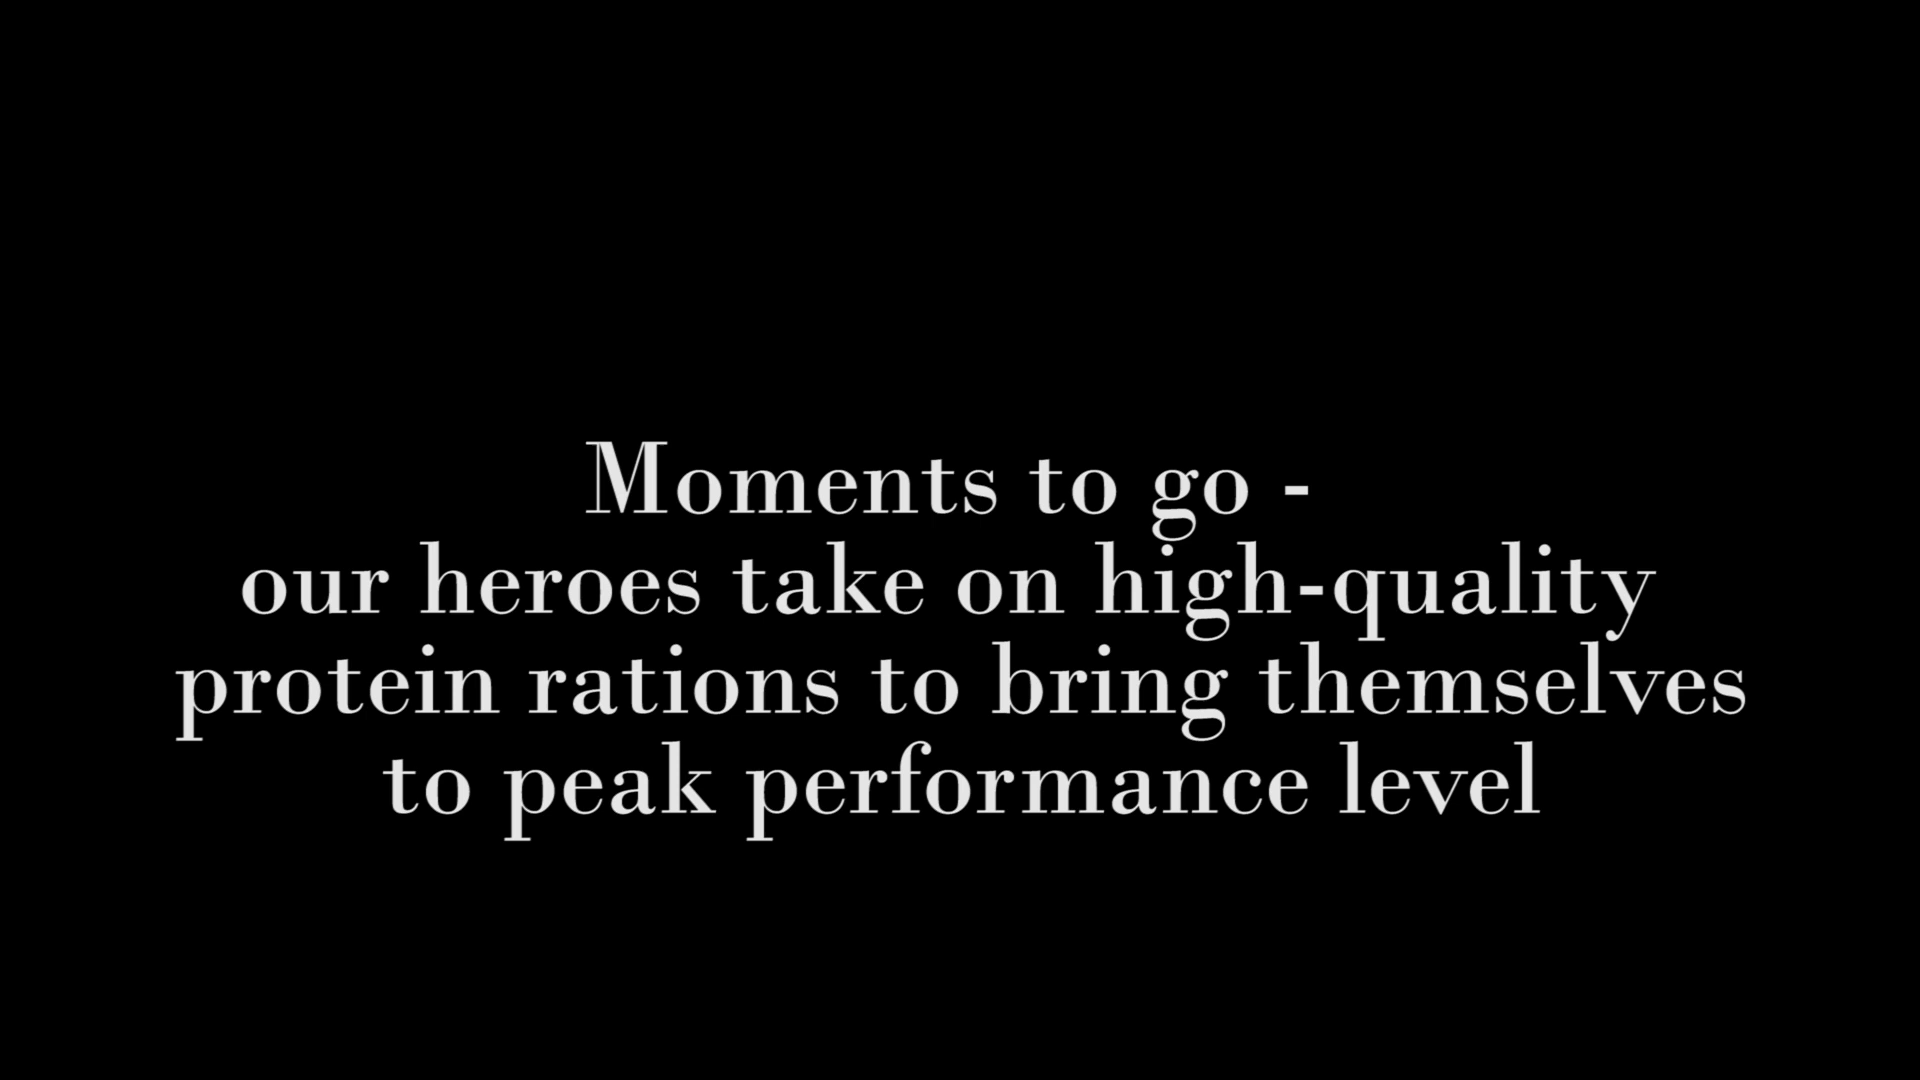 Moments to go -
our heroes take on high-quality
protein rations to bring themselves
to peak performance level